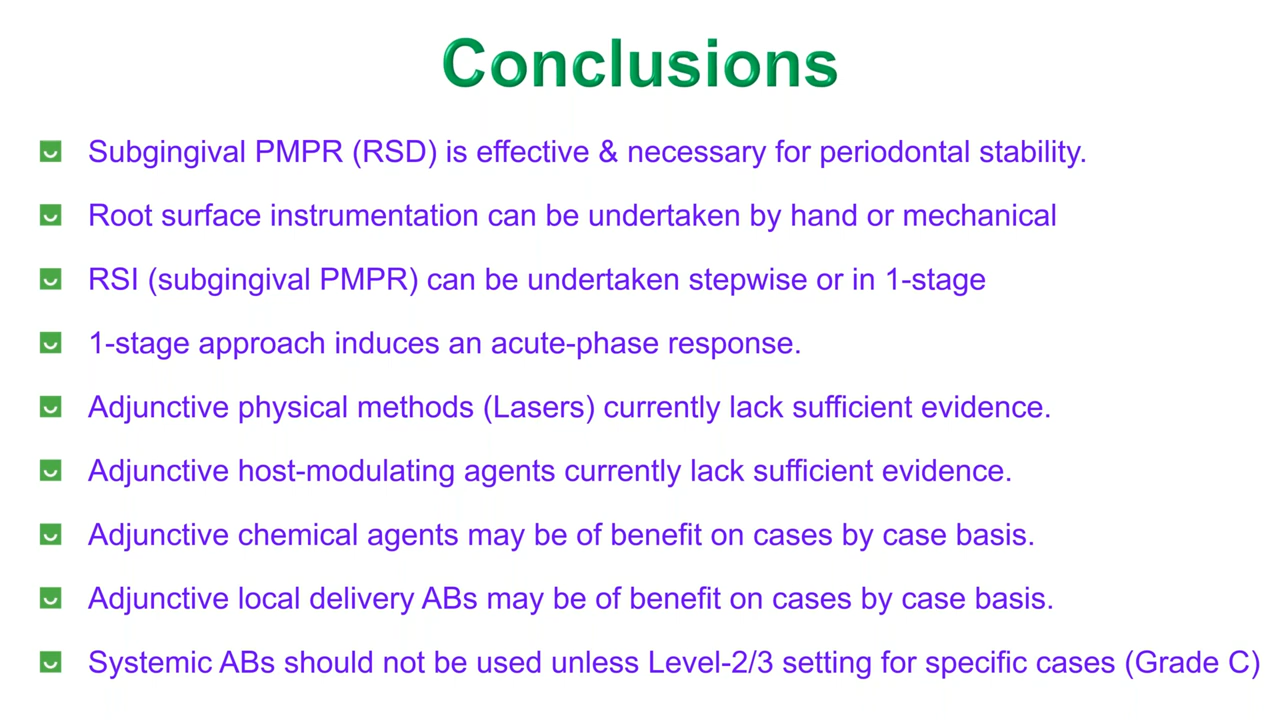 Conclusions
Subgingival PMPR (RSD) is effective & necessary for periodontal stability.
Root surface instrumentation can be undertaken by hand or mechanical
RSI (subgingival PMPR) can be undertaken stepwise or in 1-stage
1-stage approach induces an acute-phase response.
Adjunctive physical methods (Lasers) currently lack sufficient evidence.
Adjunctive host-modulating agents currently lack sufficient evidence.
Adjunctive chemical agents may be of benefit on cases by case basis.
Adjunctive local delivery ABs may be of benefit on cases by case basis.
Systemic ABs should not be used unless Level-2/3 setting for specific cases (Grade C)